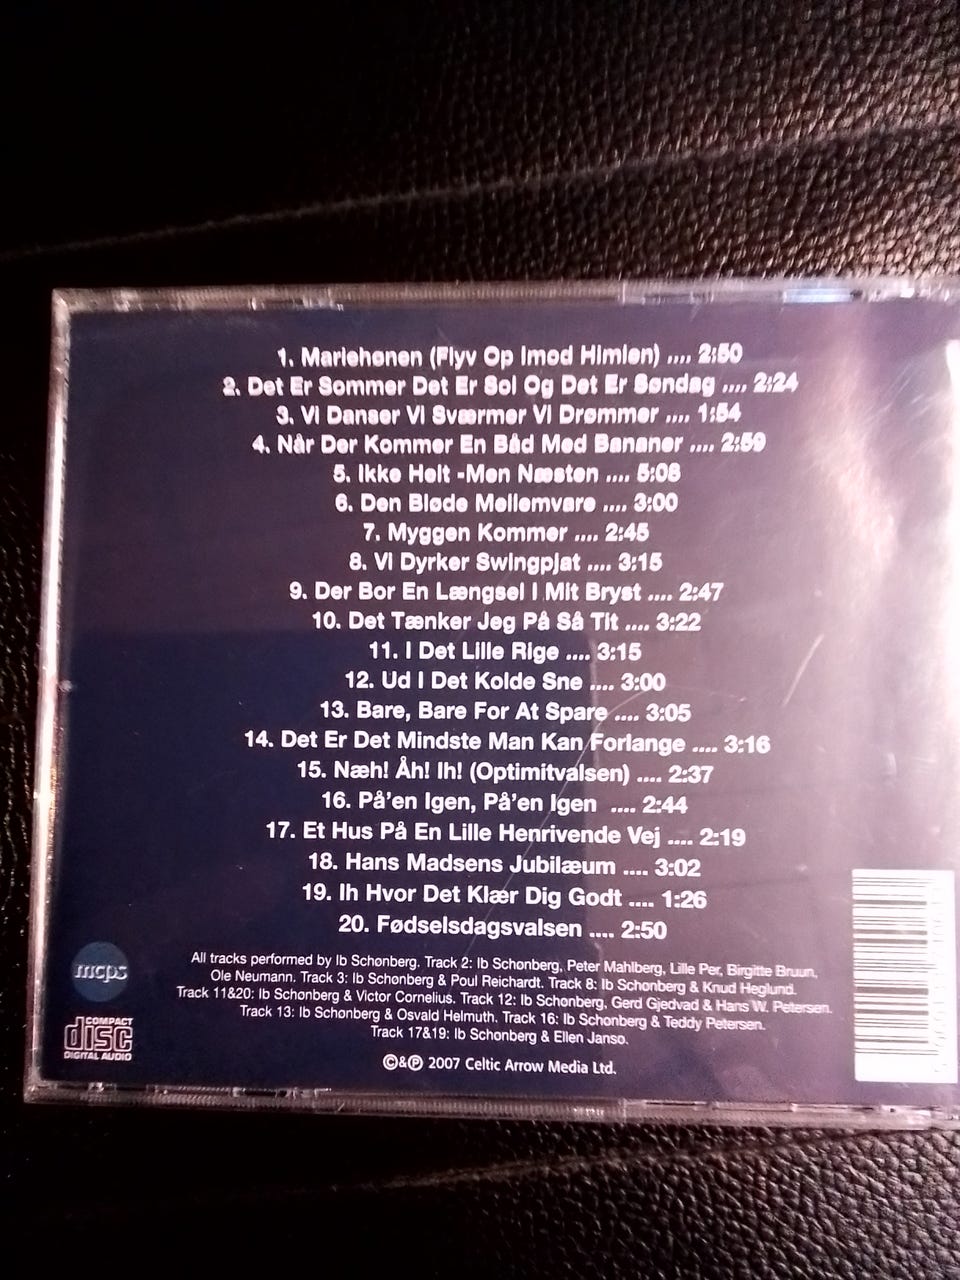 1. Mariehønen (Flyv Op Imod Himlen) .... 2:50
2. Det Er Sommer Det Er Sol Og Det Er Søndag .... 2:24
3. Vi Danser Vi Sværmer Vi Drømmer .... 1:54
4. Når Der Kommer En Båd Med Bananer .... 2:59
5. Ikke Helt -Men Næsten .... 5:08
6. Den Bløde Mellemvare .... 3:00
7. Myggen Kommer .... 2:45
8. Vi Dyrker Swingpjat .... 3:15
9. Der Bor En Længsel I Mit Bryst .... 2:47
10. Det Tænker Jeg På Så Tit .... 3:22
11. I Det Lille Rige .... 3:15
12. Ud I Det Kolde Sne .... 3:00
13. Bare, Bare For At Spare .... 3:05
14. Det Er Det Mindste Man Kan Forlange .... 3:16
15. Næh! Åh! Ih! (Optimitvalsen) .... 2:37
16. På'en Igen, På'en Igen .... 2:44
17. Et Hus På En Lille Henrivende Vej .... 2:19
18. Hans Madsens Jubilæum .... 3:02
19. Ih Hvor Det Klær Dig Godt .... 1:26
20. Fødselsdagsvalsen .... 2:50
All tracks performed by Ib Schønberg. Track 2: Ib Schønberg, Peter Mahlberg, Lille Per, Birgitte Bruun,
Ole Neumann. Track 3: Ib Schønberg & Poul Reichardt. Track 8: Ib Schønberg & Knud Heglund.
Track 11&20: Ib Schønberg & Victor Cornelius. Track 12: Ib Schønberg, Gerd Gjedvad & Hans W. Petersen.
Track 13: Ib Schønberg & Osvald Helmuth. Track 16: Ib Schønberg & Teddy Petersen.
Track 17&19: Ib Schønberg & Ellen Janso.
©&℗ 2007 Celtic Arrow Media Ltd.
mcps
COMPACT
disc
DIGITAL AUDIO